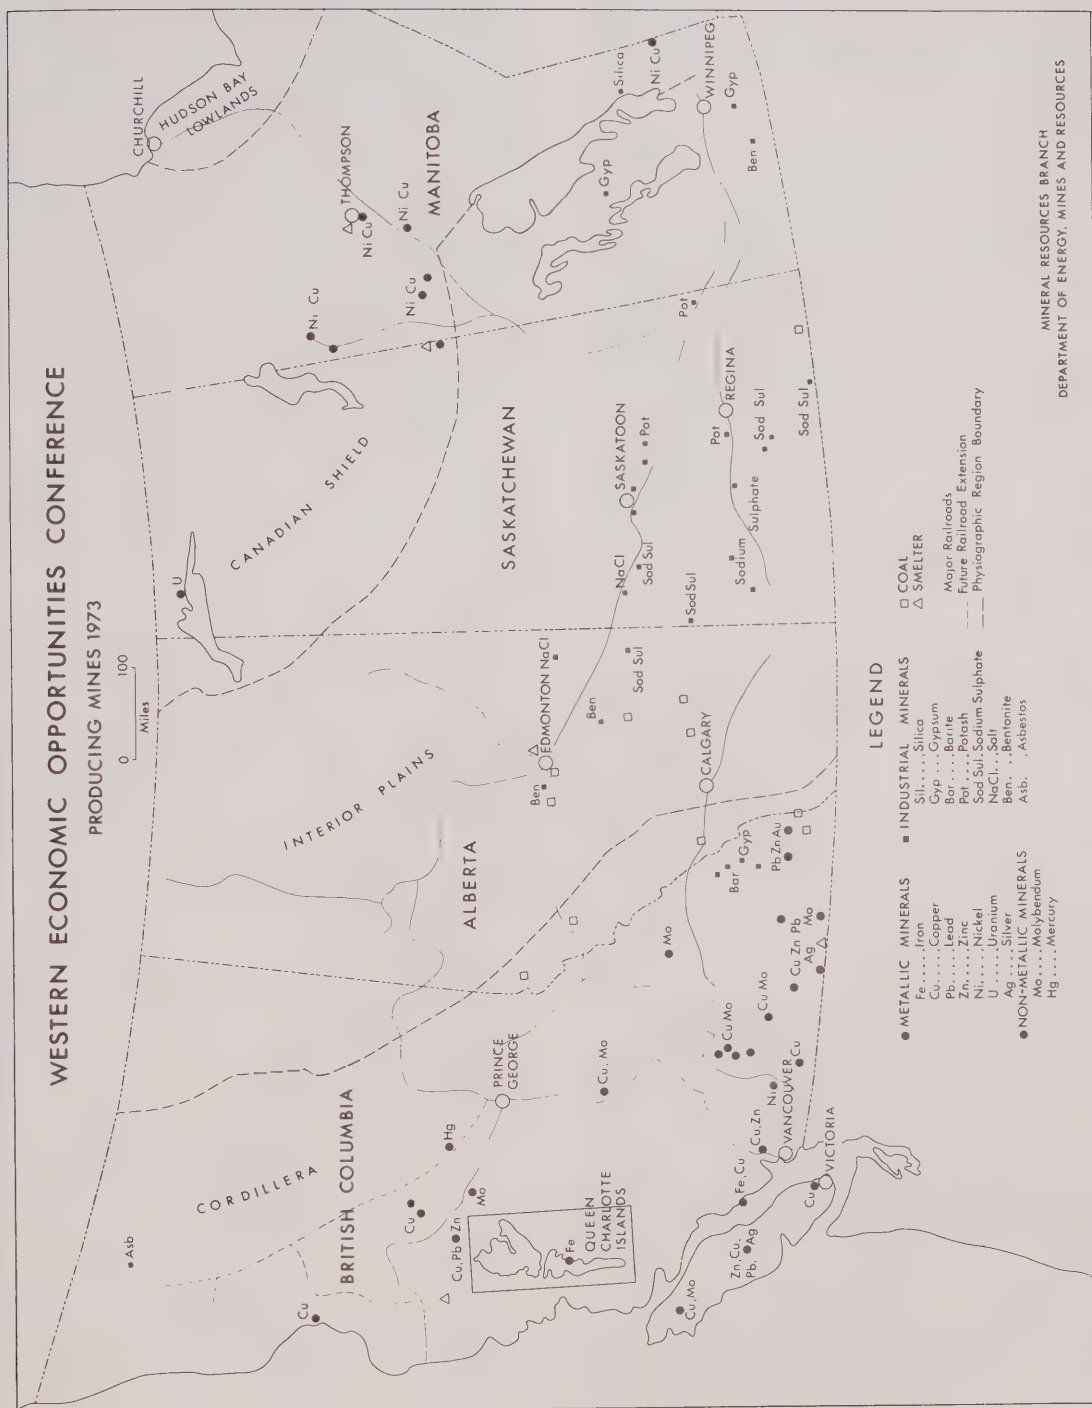 WESTERN ECONOMIC OPPORTUNITIES CONFERENCE
PRODUCING MINES 1973
0 100
Miles
CHURCHILL
HUDSON BAY
LOWLANDS
THOMPSON
Ni Cu
Ni Cu
MANITOBA
Ni Cu
Ni Cu
Silica
Ni Cu
WINNIPEG
Gyp
Gyp
Ben
Pot
CANADIAN SHIELD
U
SASKATCHEWAN
SASKATOON
Pot
NaCl
Sod Sul
Sod Sul
REGINA
Pot
Sod Sul
Sod Sul
Sodium Sulphate
INTERIOR PLAINS
ALBERTA
EDMONTON
NaCl
Ben
Ben
Sod Sul
CALGARY
CORDILLERA
BRITISH COLUMBIA
Asb
Cu
Cu
Cu, Pb Zn
Mo
Hg
PRINCE
GEORGE
Fe
QUEEN
CHARLOTTE
ISLANDS
Cu, Mo
Mo
Cu Mo
Cu Mo
Cu Zn Pb
Ag
Mo
Bar
Gyp
Pb Zn Au
Cu
Ni
VANCOUVER
Cu, Zn
Fe, Cu
VICTORIA
Cu
Zn, Cu,
Pb, Ag
Cu, Mo
LEGEND
● METALLIC MINERALS
Fe.....Iron
Cu.....Copper
Pb.....Lead
Zn.....Zinc
Ni.....Nickel
U.....Uranium
Ag....Silver
● NON-METALLIC MINERALS
Mo....Molybendum
Hg....Mercury
■ INDUSTRIAL MINERALS
Sil.....Silica
Gyp....Gypsum
Bar....Barite
Pot....Potash
Sod Sul.Sodium Sulphate
NaCl...Salt
Ben...Bentonite
Asb...Asbestos
□ COAL
△ SMELTER
Major Railroads
Future Railroad Extension
Physiographic Region Boundary
MINERAL RESOURCES BRANCH
DEPARTMENT OF ENERGY, MINES AND RESOURCES